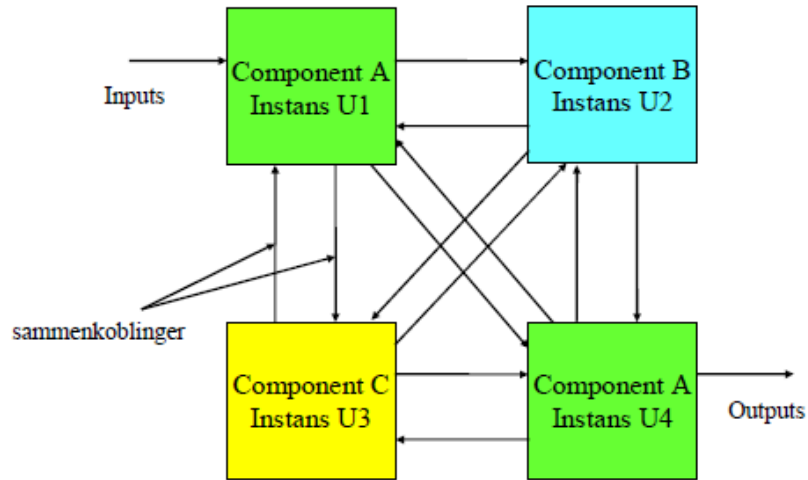 Component A
Instans U1
Component B
Instans U2
Inputs
sammenkoblinger
Component C
Instans U3
Component A
Instans U4
Outputs